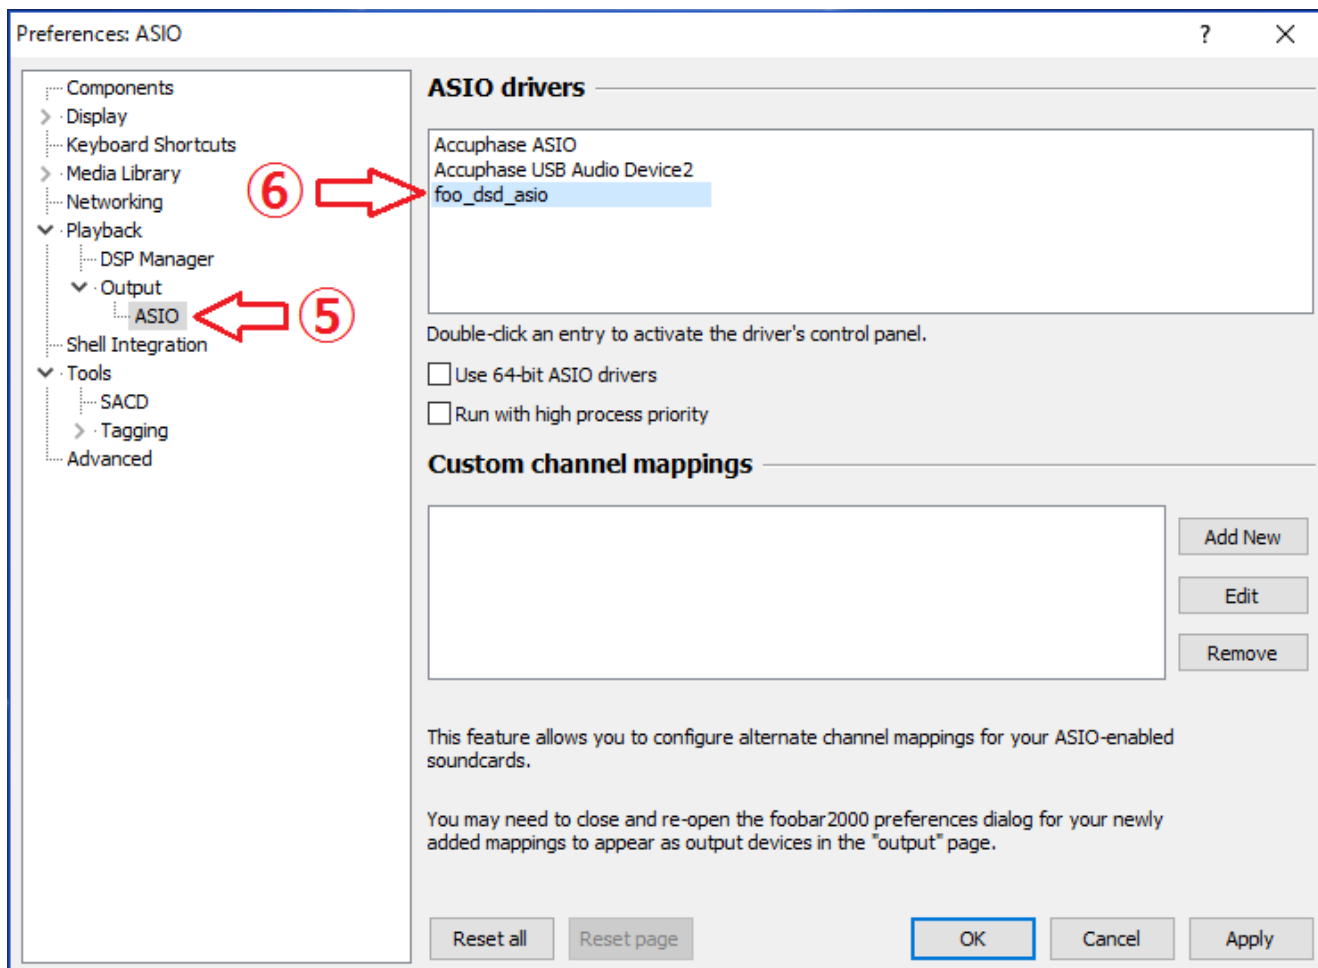 Preferences: ASIO
?
Components
Display
Keyboard Shortcuts
Media Library
Networking
Playback
DSP Manager
Output
ASIO
Shell Integration
Tools
SACD
Tagging
Advanced
⑤
⑥
ASIO drivers
Accuphase ASIO
Accuphase USB Audio Device2
foo_dsd_asio
Double-click an entry to activate the driver's control panel.
Use 64-bit ASIO drivers
Run with high process priority
Custom channel mappings
Add New
Edit
Remove
This feature allows you to configure alternate channel mappings for your ASIO-enabled
soundcards.
You may need to close and re-open the foobar2000 preferences dialog for your newly
added mappings to appear as output devices in the "output" page.
Reset all
Reset page
OK
Cancel
Apply